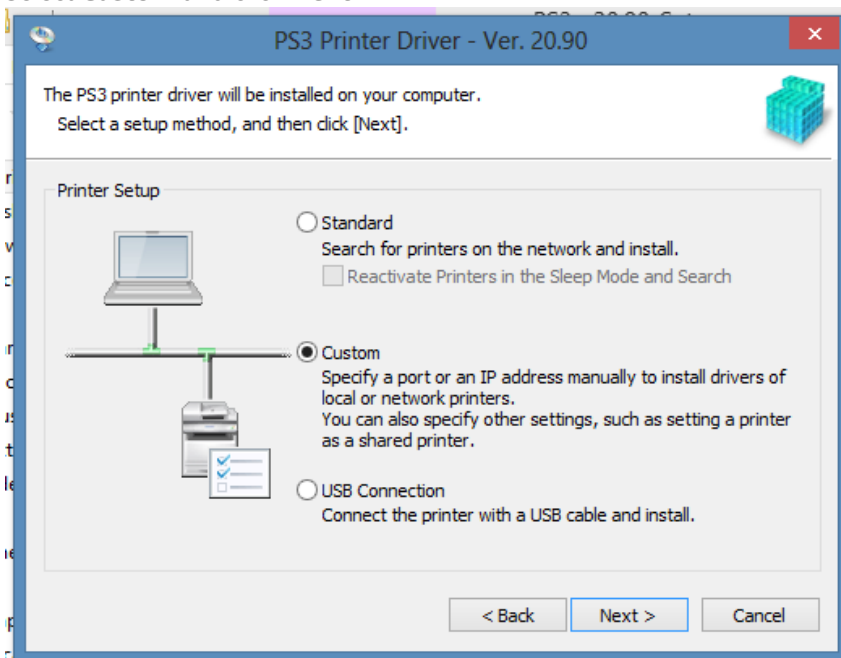 PS3 Printer Driver - Ver. 20.90
The PS3 printer driver will be installed on your computer.
Select a setup method, and then click [Next].
Printer Setup
Standard
Search for printers on the network and install.
Reactivate Printers in the Sleep Mode and Search
Custom
Specify a port or an IP address manually to install drivers of
local or network printers.
You can also specify other settings, such as setting a printer
as a shared printer.
USB Connection
Connect the printer with a USB cable and install.
< Back
Next >
Cancel